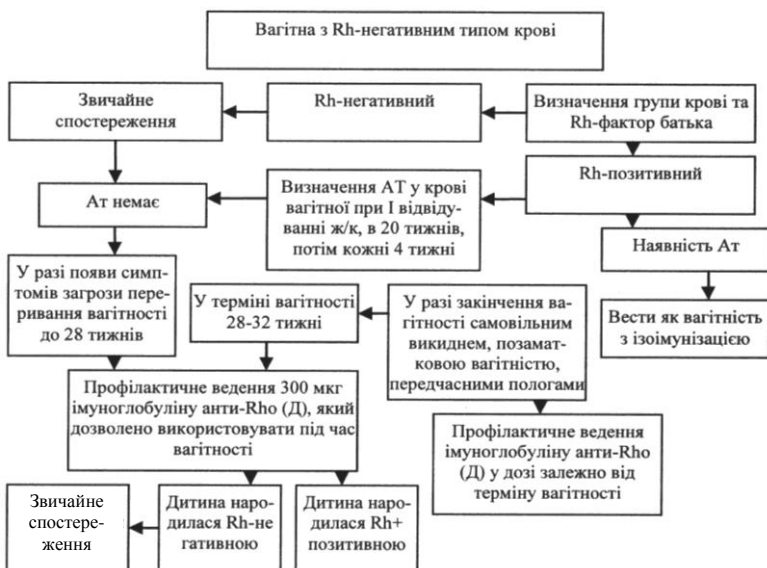 Вагітна з Rh-негативним типом крові
Звичайне
спостереження
Rh-негативний
Визначення групи крові та
Rh-фактор батька
Rh-позитивний
Визначення АТ у крові
вагітної при І відвіду-
ванні ж/к, в 20 тижнів,
потім кожні 4 тижні
Ат немає
Наявність Ат
У разі появи симп-
томів загрози пере-
ривання вагітності
до 28 тижнів
У терміні вагітності
28-32 тижні
У разі закінчення ва-
гітності самовільним
викиднем, позамат-
ковою вагітністю,
передчасними пологами
Вести як вагітність
з ізоімунізацією
Профілактичне ведення 300 мкг
імуноглобуліну анти-Rho (Д), який
дозволено використовувати під час
вагітності
Профілактичне ведення
імуноглобуліну анти-Rho
(Д) у дозі залежно від
терміну вагітності
Звичайне
спостере-
ження
Дитина наро-
дилася Rh-не
гативною
Дитина наро-
дилася Rh+
позитивною